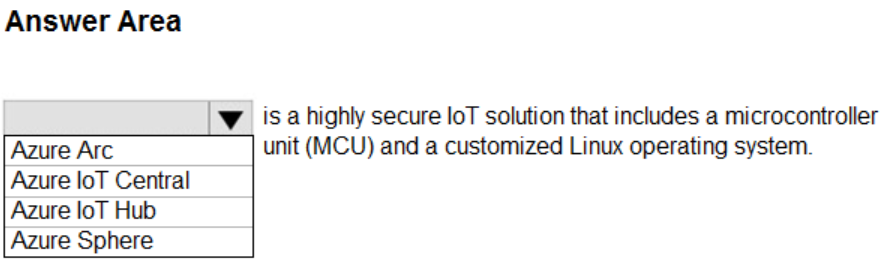 Answer Area
is a highly secure IoT solution that includes a microcontroller
unit (MCU) and a customized Linux operating system.
Azure Arc
Azure IoT Central
Azure IoT Hub
Azure Sphere